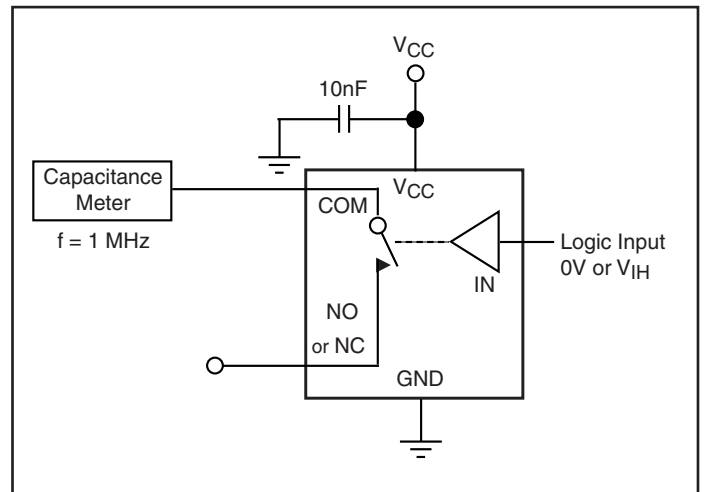 VCC
10nF
Capacitance
Meter
f = 1 MHz
VCC
COM
IN
Logic Input
0V or VIH
NO
or NC
GND